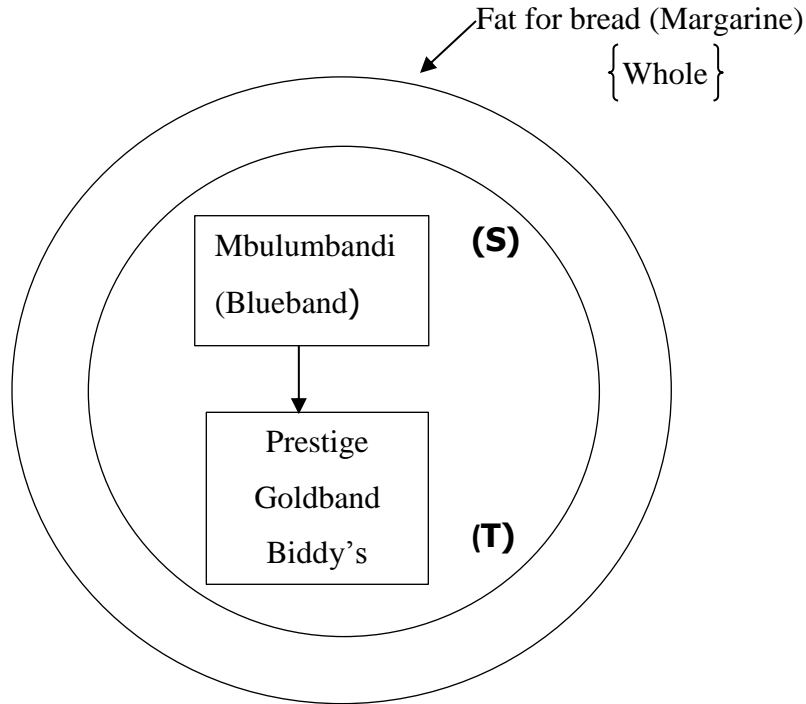 Fat for bread (Margarine)
{Whole}
Mbulumbandi
(S)
(Blueband)
Prestige
Goldband
Biddy’s
(T)